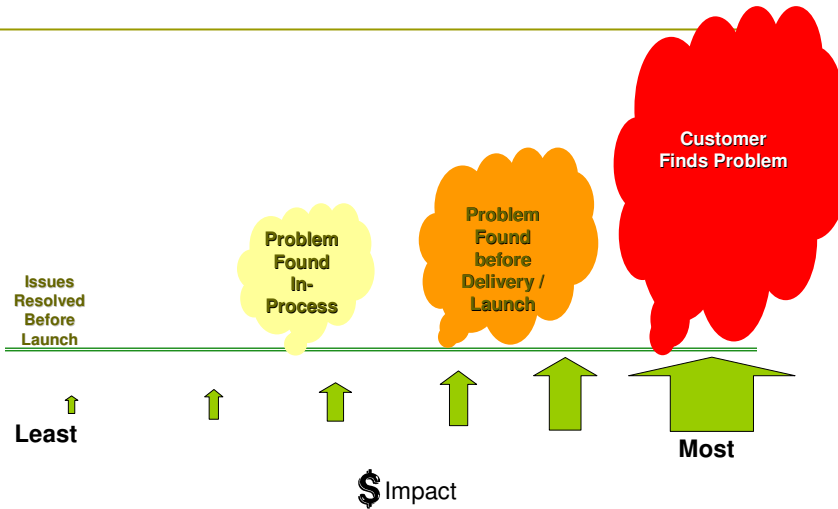 Issues
Resolved
Before
Launch
Problem
Found
In-
Process
Problem
Found
before
Delivery /
Launch
Customer
Finds Problem
Least
Most
$ Impact